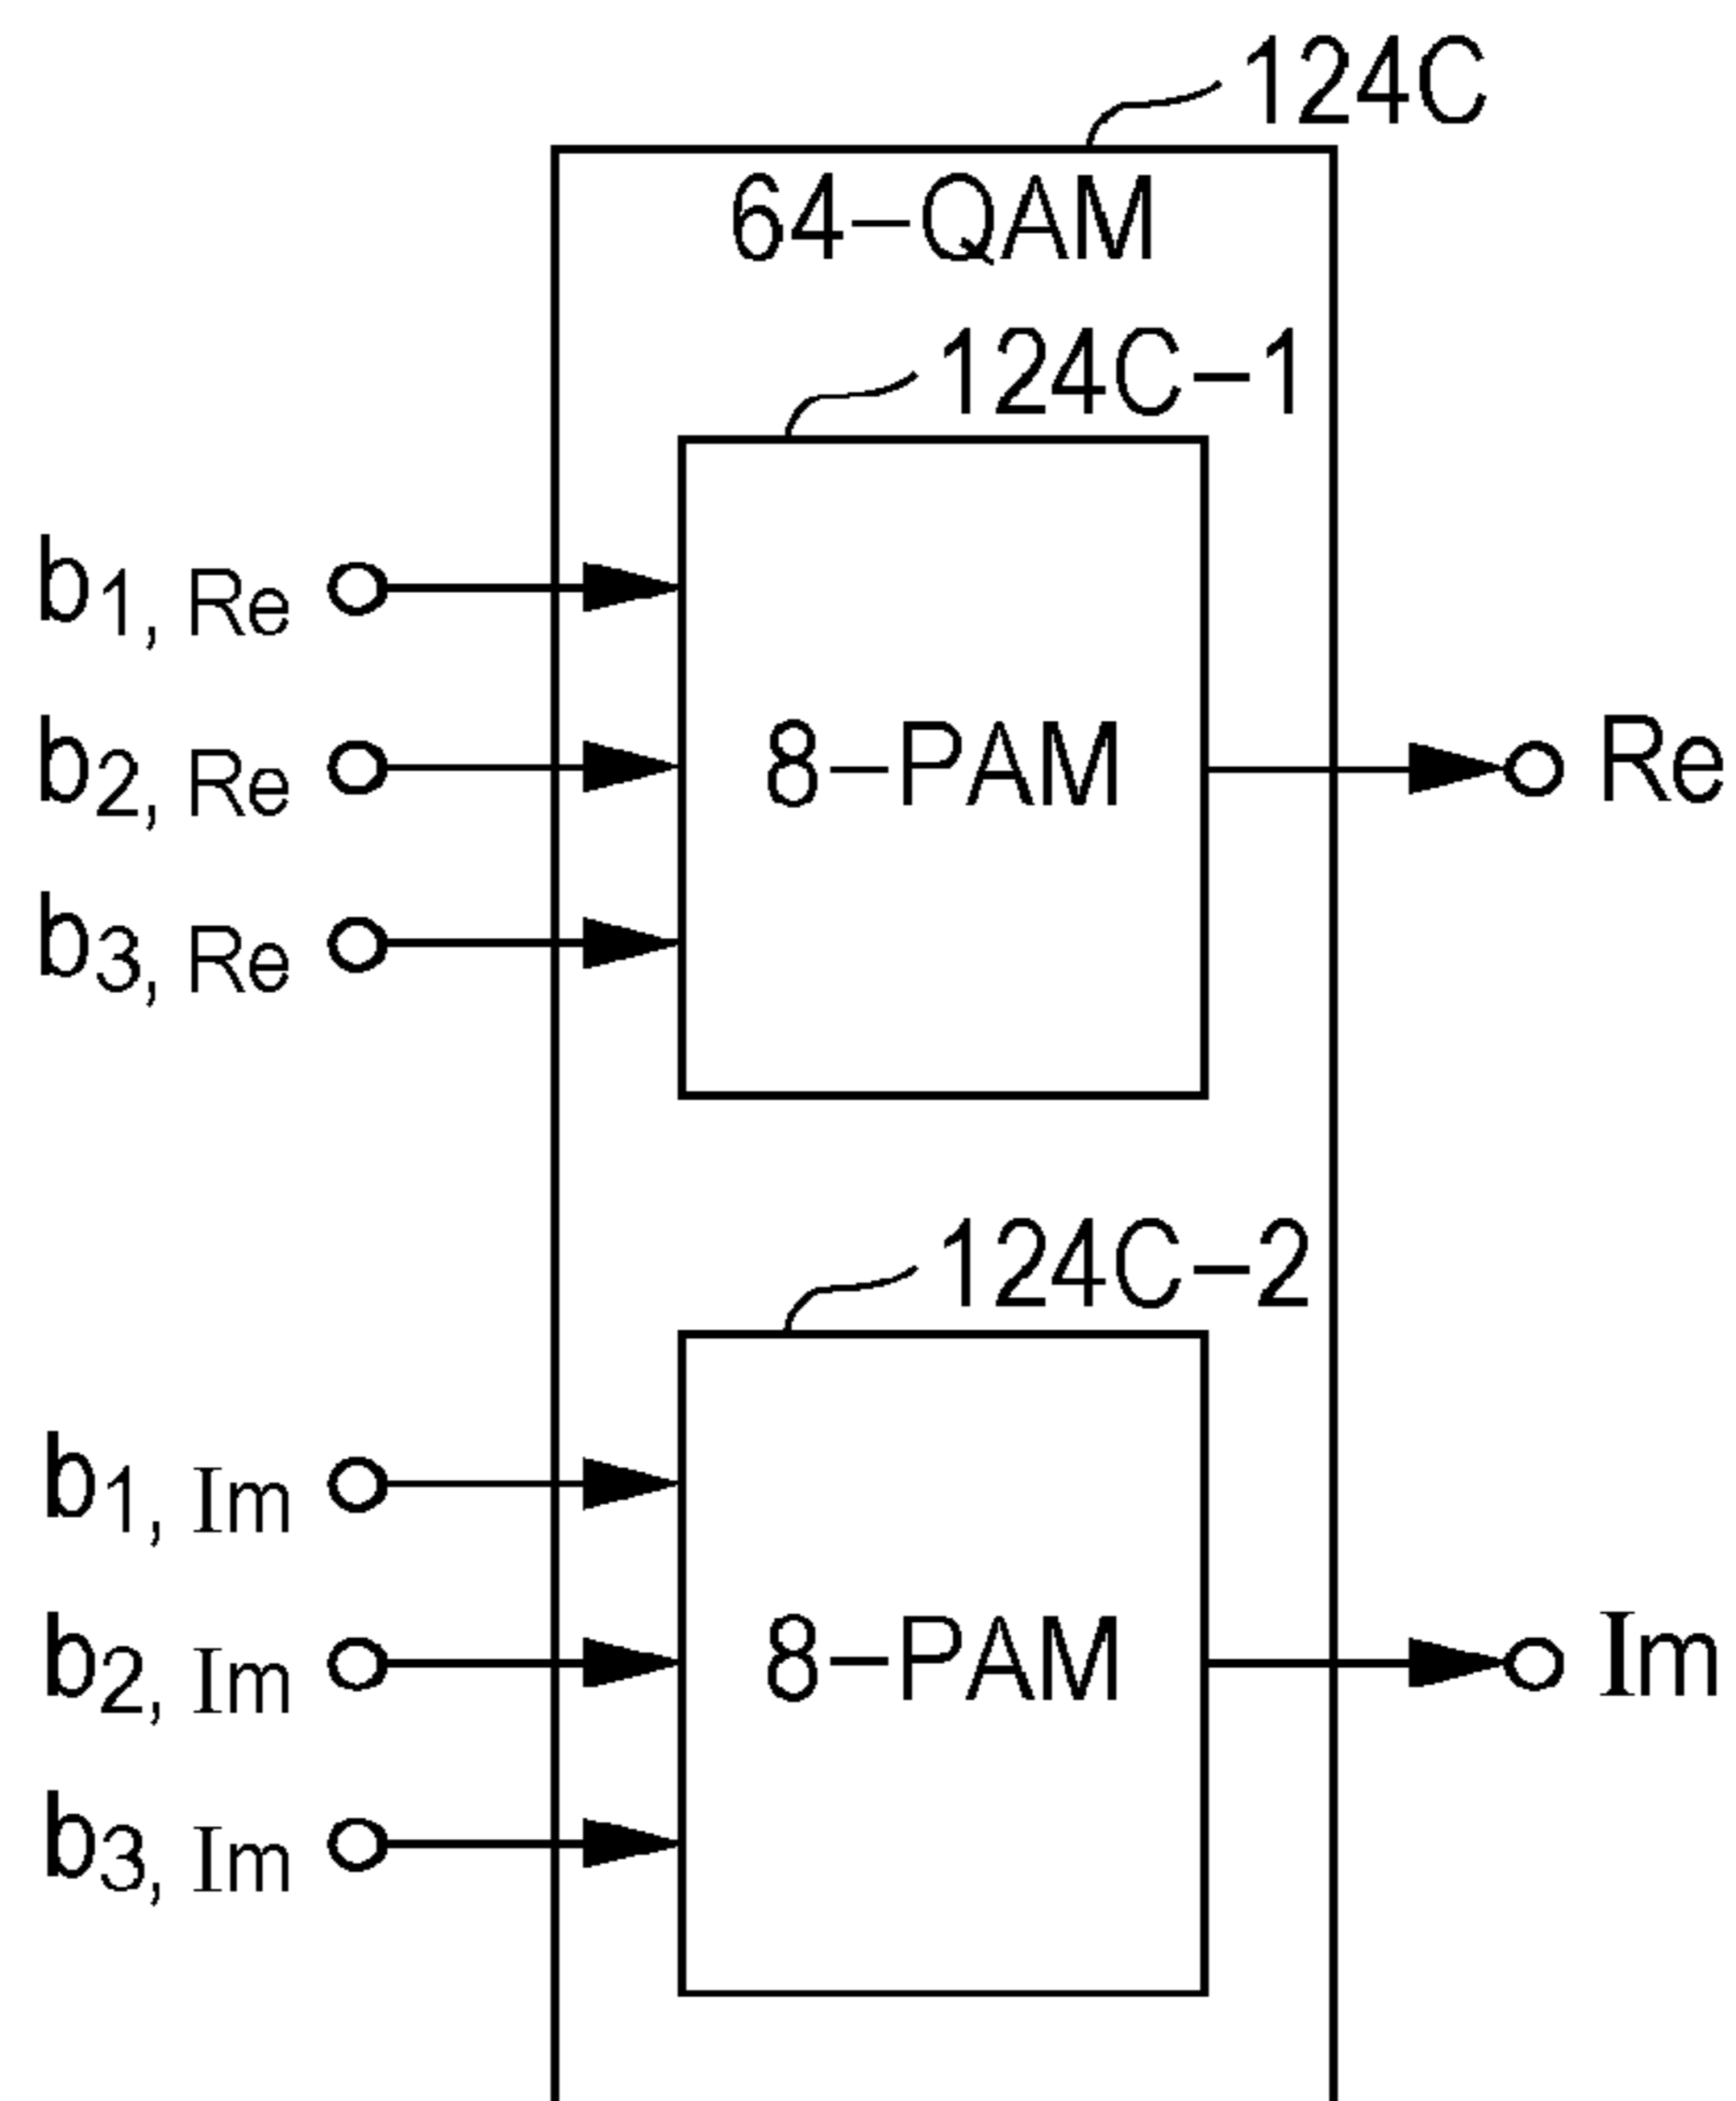 124C
64–QAM
124C–1
b1, Re
b2, Re
b3, Re
8–PAM
Re
124C–2
b1, Im
b2, Im
b3, Im
8–PAM
Im